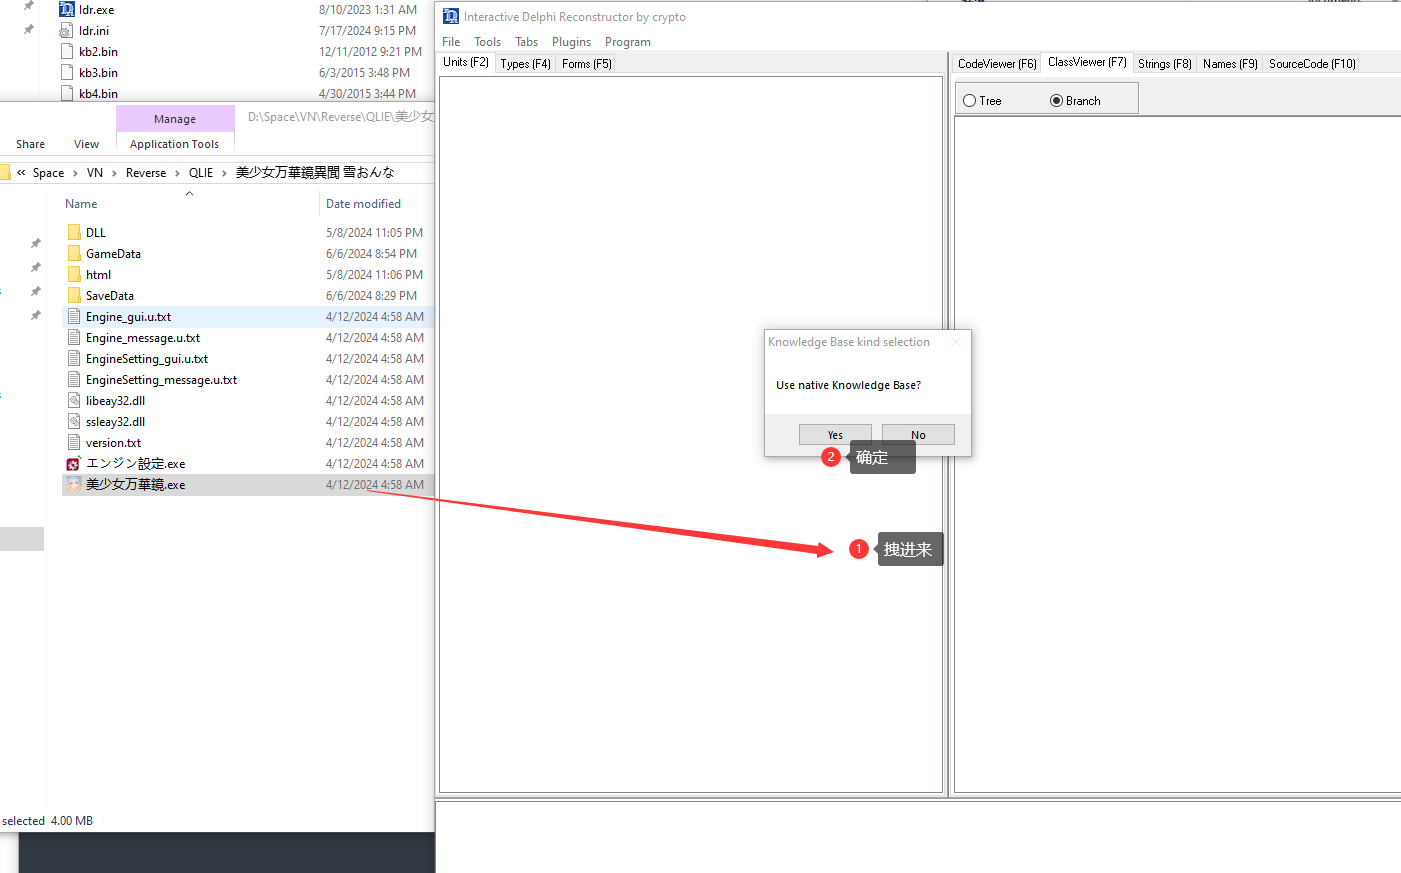 Idr.exe 8/10/2023 1:31 AM
Idr.ini 7/17/2024 9:15 PM
kb2.bin 12/11/2012 9:21 PM
kb3.bin 6/3/2015 3:48 PM
kb4.bin 4/30/2015 3:44 PM
Manage D:\Space\VN\Reverse\QLIE\美少女
Share View Application Tools
« Space › VN › Reverse › QLIE › 美少女万華鏡異聞 雪おんな
Name Date modified
DLL 5/8/2024 11:05 PM
GameData 6/6/2024 8:54 PM
html 5/8/2024 11:06 PM
SaveData 6/6/2024 8:29 PM
Engine_gui.u.txt 4/12/2024 4:58 AM
Engine_message.u.txt 4/12/2024 4:58 AM
EngineSetting_gui.u.txt 4/12/2024 4:58 AM
EngineSetting_message.u.txt 4/12/2024 4:58 AM
libeay32.dll 4/12/2024 4:58 AM
ssleay32.dll 4/12/2024 4:58 AM
version.txt 4/12/2024 4:58 AM
エンジン設定.exe 4/12/2024 4:58 AM
美少女万華鏡.exe 4/12/2024 4:58 AM
selected 4.00 MB
Interactive Delphi Reconstructor by crypto
File Tools Tabs Plugins Program
Units (F2) Types (F4) Forms (F5)
CodeViewer (F6) ClassViewer (F7) Strings (F8) Names (F9) SourceCode (F10)
Tree Branch
Knowledge Base kind selection
Use native Knowledge Base?
Yes No
2 确定
1 拽进来